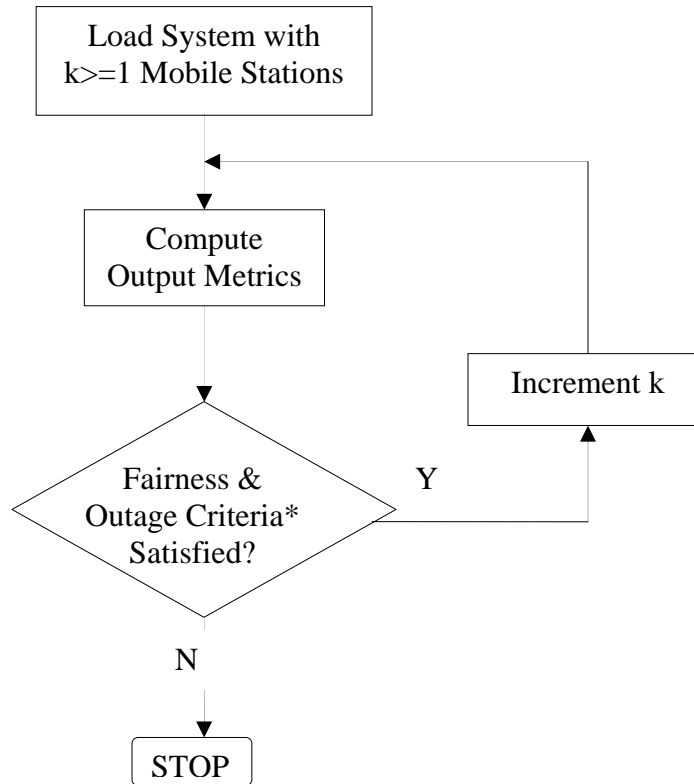 Load System with
k>=1 Mobile Stations
Compute
Output Metrics
Increment k
Fairness &
Outage Criteria*
Satisfied?
Y
N
STOP